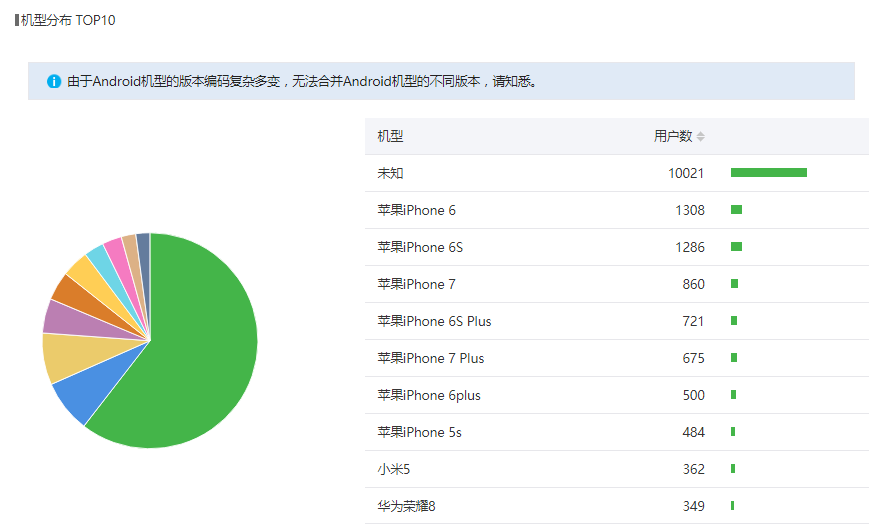 机型分布 TOP10
由于Android机型的版本编码复杂多变，无法合并Android机型的不同版本，请知悉。
机型 用户数
未知 10021
苹果iPhone 6 1308
苹果iPhone 6S 1286
苹果iPhone 7 860
苹果iPhone 6S Plus 721
苹果iPhone 7 Plus 675
苹果iPhone 6plus 500
苹果iPhone 5s 484
小米5 362
华为荣耀8 349